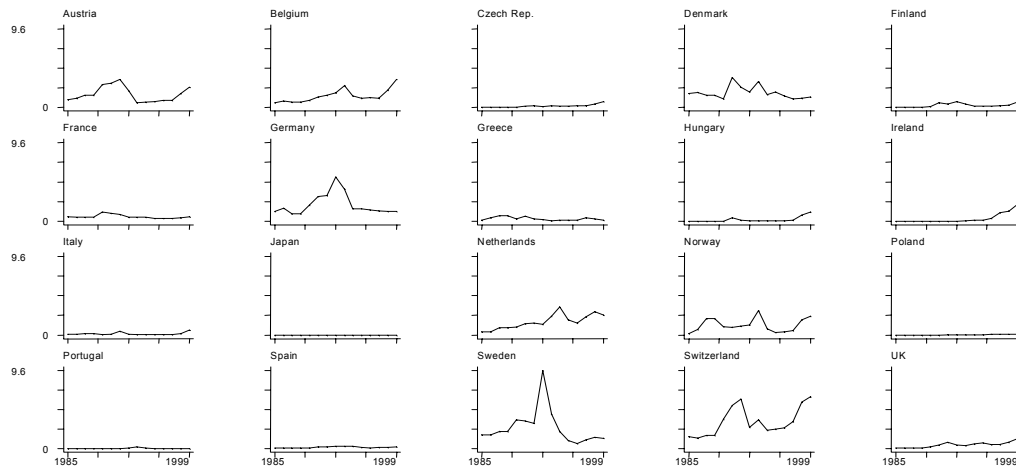 Austria Belgium Czech Rep. Denmark Finland
9.6
0
France Germany Greece Hungary Ireland
9.6
0
Italy Japan Netherlands Norway Poland
9.6
0
Portugal Spain Sweden Switzerland UK
9.6
0
1985 1999 1985 1999 1985 1999 1985 1999 1985 1999